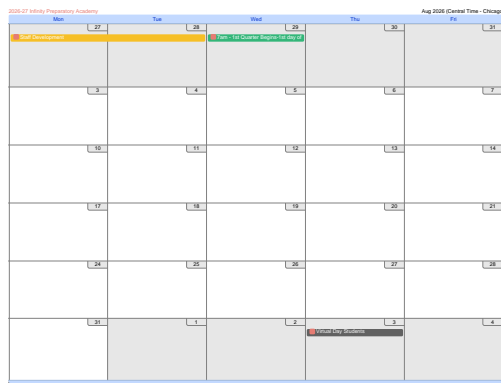 2026-27 Infinity Preparatory Academy
Aug 2026 (Central Time - Chicago
Mon Tue Wed Thu Fri
27 28 29 30 31
Staff Development
7am - 1st Quarter Begins-1st day of
3 4 5 6 7
10 11 12 13 14
17 18 19 20 21
24 25 26 27 28
31 1 2 3 4
Virtual Day Students